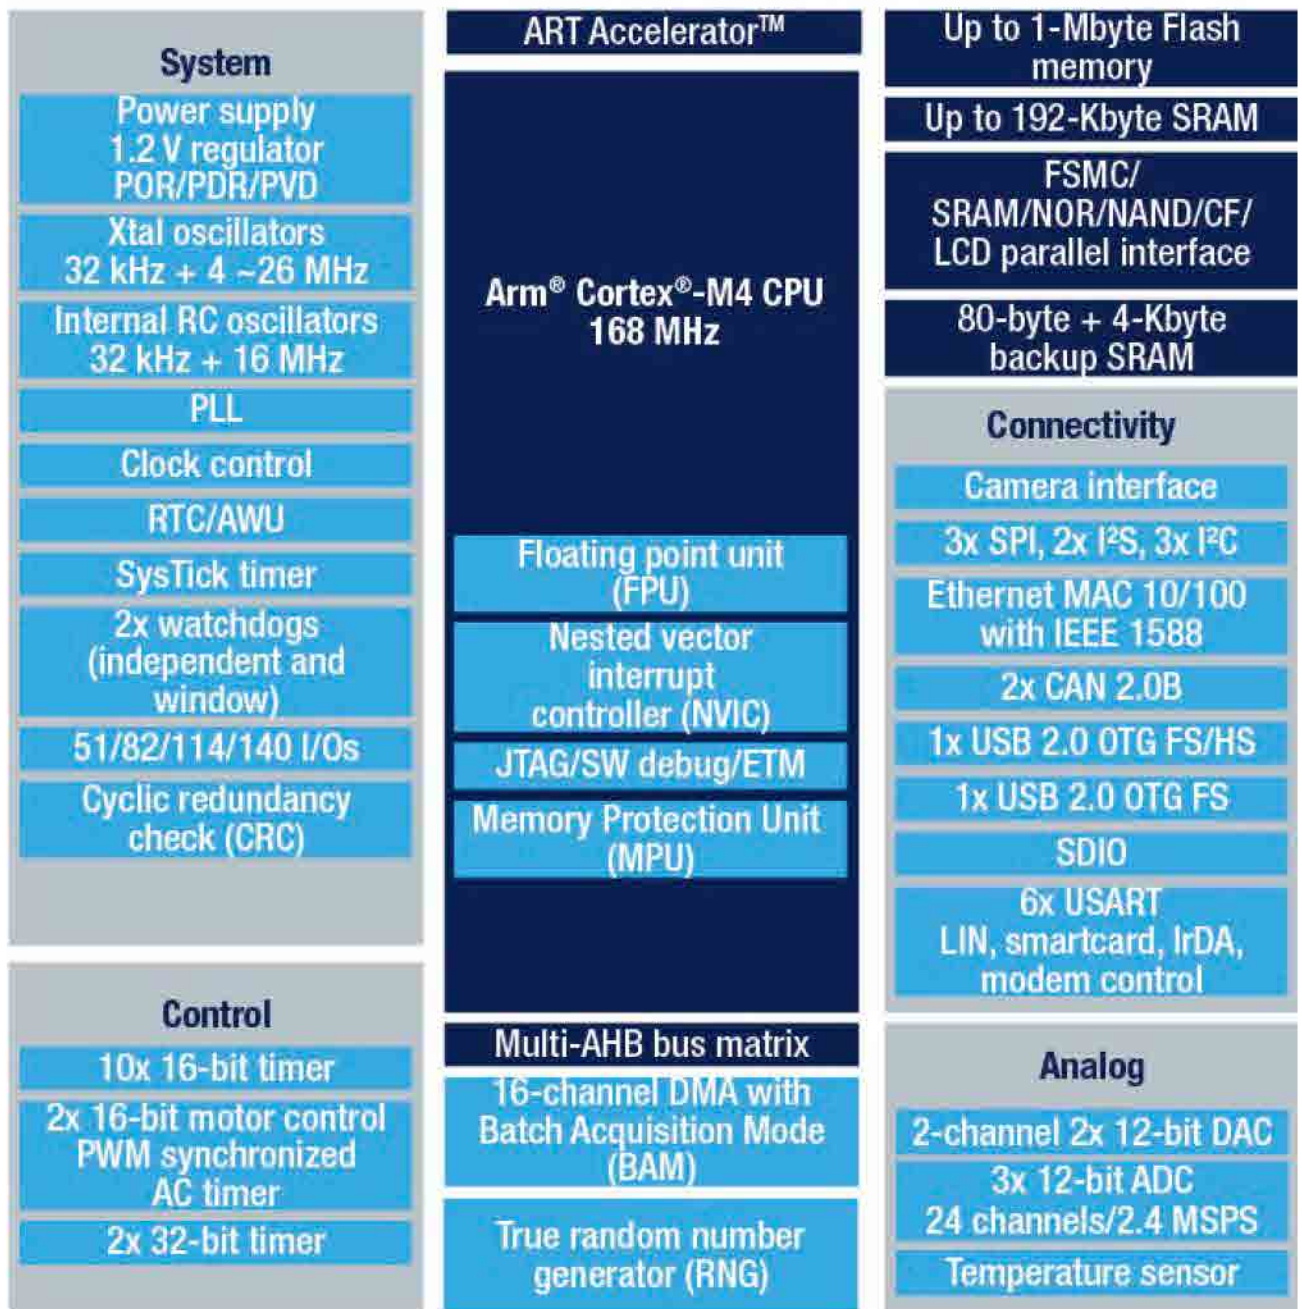 System
Power supply
1.2 V regulator
POR/PDR/PVD
Xtal oscillators
32 kHz + 4 ~26 MHz
Internal RC oscillators
32 kHz + 16 MHz
PLL
Clock control
RTC/AWU
SysTick timer
2x watchdogs
(independent and
window)
51/82/114/140 I/Os
Cyclic redundancy
check (CRC)
Control
10x 16-bit timer
2x 16-bit motor control
PWM synchronized
AC timer
2x 32-bit timer
ART Accelerator™
Arm® Cortex®-M4 CPU
168 MHz
Floating point unit
(FPU)
Nested vector
interrupt
controller (NVIC)
JTAG/SW debug/ETM
Memory Protection Unit
(MPU)
Multi-AHB bus matrix
16-channel DMA with
Batch Acquisition Mode
(BAM)
True random number
generator (RNG)
Up to 1-Mbyte Flash
memory
Up to 192-Kbyte SRAM
FSMC/
SRAM/NOR/NAND/CF/
LCD parallel interface
80-byte + 4-Kbyte
backup SRAM
Connectivity
Camera interface
3x SPI, 2x I²S, 3x I²C
Ethernet MAC 10/100
with IEEE 1588
2x CAN 2.0B
1x USB 2.0 OTG FS/HS
1x USB 2.0 OTG FS
SDIO
6x USART
LIN, smartcard, IrDA,
modem control
Analog
2-channel 2x 12-bit DAC
3x 12-bit ADC
24 channels/2.4 MSPS
Temperature sensor